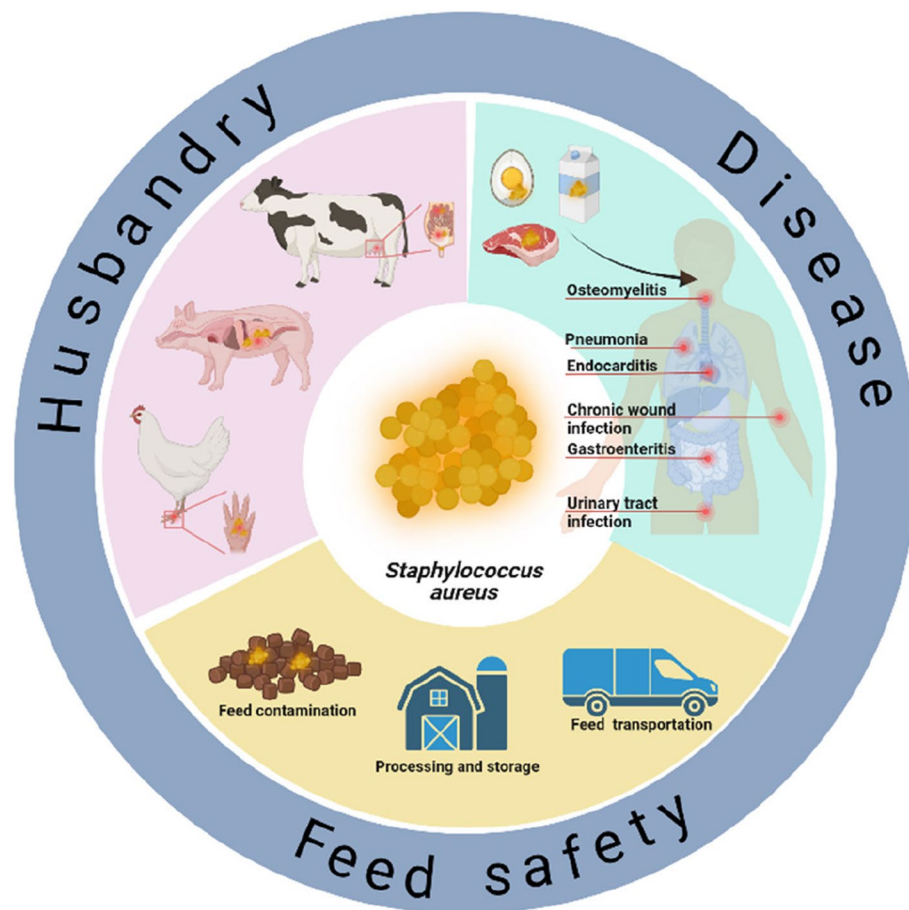 Husbandry
Disease
Osteomyelitis
Pneumonia
Endocarditis
Chronic wound
infection
Gastroenteritis
Urinary tract
infection
Staphylococcus
aureus
Feed contamination
Processing and storage
Feed transportation
Feed safety